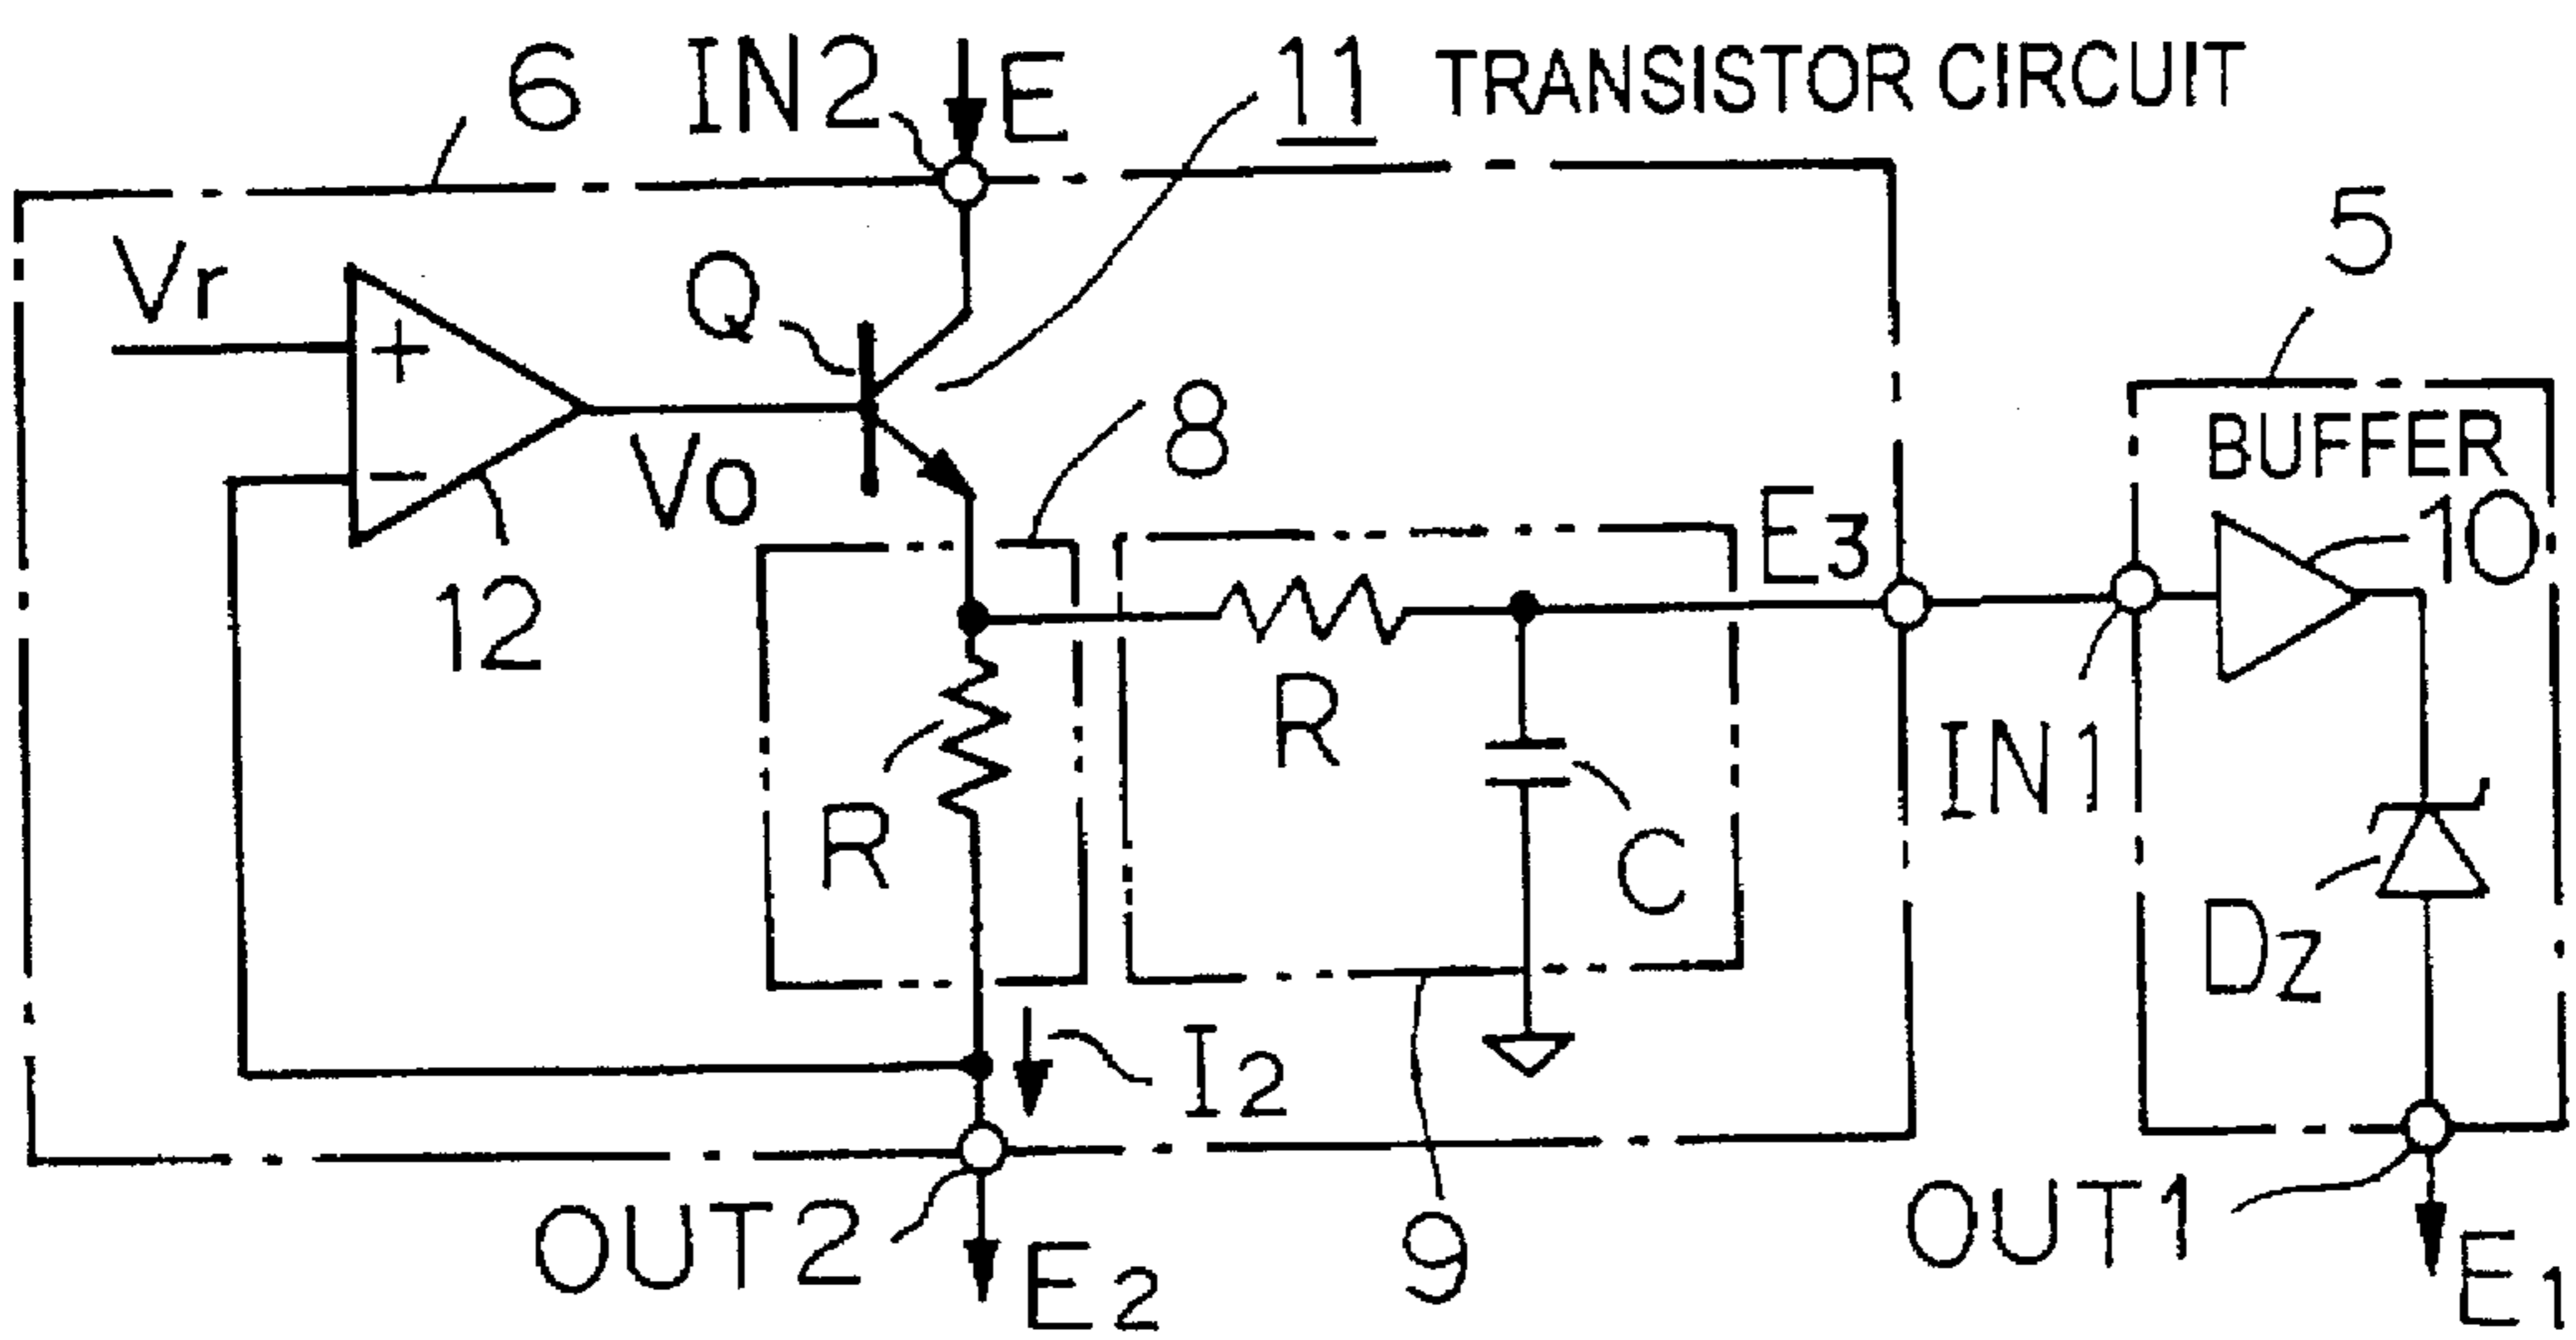 6
IN2
E
11 TRANSISTOR CIRCUIT
Vr
+
−
12
Vo
Q
8
R
R
C
E3
9
I2
OUT2
E2
5
BUFFER
10
IN1
DZ
OUT1
E1